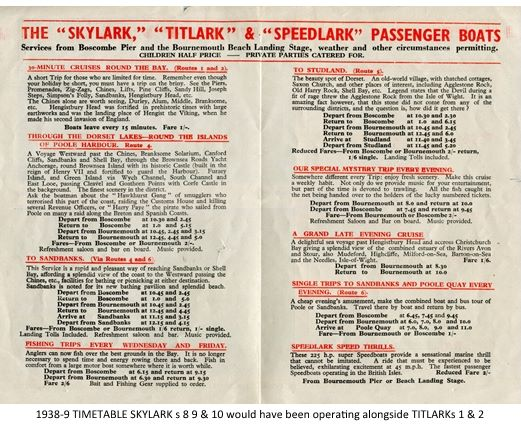 THE "SKYLARK," "TITLARK" & "SPEEDLARK" PASSENGER BOATS
Services from Boscombe Pier and the Bournemouth Beach Landing Stage, weather and other circumstances permitting.
CHILDREN HALF PRICE — PRIVATE PARTIES CATERED FOR.
30-MINUTE CRUISES ROUND THE BAY. (Routes 1 and 2).
A short Trip for those who are limited for time. Remember even though
your holiday be short, you must have a trip on the briny. See the Piers,
Promenades, Zig-Zags, Chines, Lifts, Pine Cliffs, Sandy Hill, Joseph
Steps, Simpson's Folly, Sandbanks, Hengistbury Head, etc.
The Chines alone are worth seeing, Durley, Alum, Middle, Branksome,
etc. Hengistbury Head was fortified in prehistoric times with large
earthworks and was the landing place of Hengist the Viking, when he
made his second invasion of England.
Boats leave every 15 minutes. Fare 1/-.
THROUGH THE DORSET LAKES—ROUND THE ISLANDS
OF POOLE HARBOUR. Route 4.
A Voyage Westward past the Chines, Branksome Solarium, Canford
Cliffs, Sandbanks and Shell Bay, through the Brownsea Roads Yacht
Anchorage, round Brownsea Island with its historic Castle (built in the
reign of Henry VII and fortified to guard the Channel). Furzey
Island, and Green Island via Wych Channel, South Channel and
Blue Loor, passing Clavel and Goathorn Points with Corfe Castle in
the background. The finest scenery in the district.
Ask the boatman about the "Hawkhurst Gang" of smugglers who
terrorised this part of the coast, raiding the Customs House and killing
several Revenue Officers, or "Harry Paye" the pirate who sailed from
Poole on many a raid along the Breton and Spanish Coasts.
Depart from Boscombe at 10.30 and 2.45
Return to Boscombe at 1.0 and 5.15
Depart from Bournemouth at 10.45, 2.45 and 3.15
Return to Bournemouth at 12.45, 4.45 and 5.0
Fares—From Boscombe or Bournemouth 2/-.
Refreshment saloon and bar on board. Music provided.
TO SANDBANKS. (Via Routes 4 and 6)
This Service is a rapid and pleasant way of reaching Sandbanks or Shell
Bay, affording a splendid view of the coast to the Westward passing the
Chines, etc., facilities for bathing or picnicing at either destination.
Sandbanks is noted for its new bathing pavilion and splendid beach.
Depart from Boscombe at 10.45 and 2.45
Return to Boscombe at 1.0 and 5.0
Depart from Bournemouth at 10.45 and 2.45
Return to Bournemouth at 12.45 and 4.45
Arrive at Sandbanks at 11.15 and 3.15
Depart from Sandbanks at 12.15 and 4.15
Fares—From Boscombe or Bournemouth 1/6 return, 1/- single.
Landing Tolls Included. Refreshments and bar. Music provided.
FISHING TRIPS EVERY WEDNESDAY AND FRIDAY.
Anglers can now fish over the best grounds in the Bay. It is no longer
necessary to spend time and energy rowing there and back. Fish in
comfort from a large motor boat somewhere where it is worth while.
Depart from Boscombe at 6.15 and return at 9.15
Depart from Bournemouth at 6.30 and return at 9.30
Fare 2/6 Bait and Fishing Gear supplied to order.
TO STUDLAND. (Route 5).
The beauty spot of Dorset. An old-world village, with thatched cottages,
Saxon Church, and other places of interest, including Agglestone Rock,
Old Harry Rock, Shell Bay, etc. Legend states that the Devil during a
fit of rage threw the Agglestone Rock from the Isle of Wight. It is an
amazing fact however, that this stone did not come from any of the
surrounding districts, and the question is, how did it get there?
Depart from Boscombe at 10.30 and 2.30
Return to Boscombe at 1.0 and 6.15
Depart from Bournemouth at 10.45 and 2.45
Return to Bournemouth at 12.45 and 6.0
Arrive at Studland at 11.15 and 3.15
Depart from Studland at 11.45 and 5.20
Reduced Fares—From Boscombe or Bournemouth 2/- return,
1/6 single. Landing Tolls included.
OUR SPECIAL MYSTERY TRIP EVERY EVENING.
Somewhere different every trip. Enjoy fresh scenery. Make this cruise
a weekly habit. Not only do we provide music for your entertainment,
but part of the time is devoted to trawling. All the fish caught in
the net being handed over to the holders of the lucky numbered tickets.
Depart from Boscombe at 8.0 and return at 10.0
Depart from Bournemouth at 7.45 and return at 9.45
Fare—From Boscombe or Bournemouth 2/-
Refreshment Saloon and Bar on board. Music provided.
A GRAND LATE EVENING CRUISE
A delightful sea voyage past Hengistbury Head and across Christchurch
Bay giving a splendid view of the combined estuary of the Rivers Avon
and Stour, also Mudeford, Highcliffe, Milford-on-Sea, Barton-on-Sea
and the Needles, Isle-of-Wight. Fare 1/6.
Depart from Bournemouth at 8.30
Return to Bournemouth at 10.0
SINGLE TRIPS TO SANDBANKS AND POOLE QUAY EVERY
EVENING. (Route 6).
A cheap evening's amusement, make the combined boat and bus tour of
Poole or Sandbanks. Travel there by boat and return by bus.
Depart from Boscombe at 6.45, 7.45 and 9.45
Depart from Bournemouth at 6.0, 7.0, 8.0 and 10.0
Arrive at Poole Quay at 7.0, 8.0, 9.0 and 11.0
Fare—From Boscombe or Bournemouth 1/-
SPEEDLARK SPEED THRILLS.
These 225 h.p. super Speedboats provide a sensational marine thrill
that cannot be imitated. A ride that must be experienced to be
believed, exhilarating excitement at 45 m.p.h. The fastest passenger
Speedboats operating in the British Isles. Reduced Fare 2/-
From Bournemouth Pier or Beach Landing Stage.
1938-9 TIMETABLE SKYLARK s 8 9 & 10 would have been operating alongside TITLARKs 1 & 2